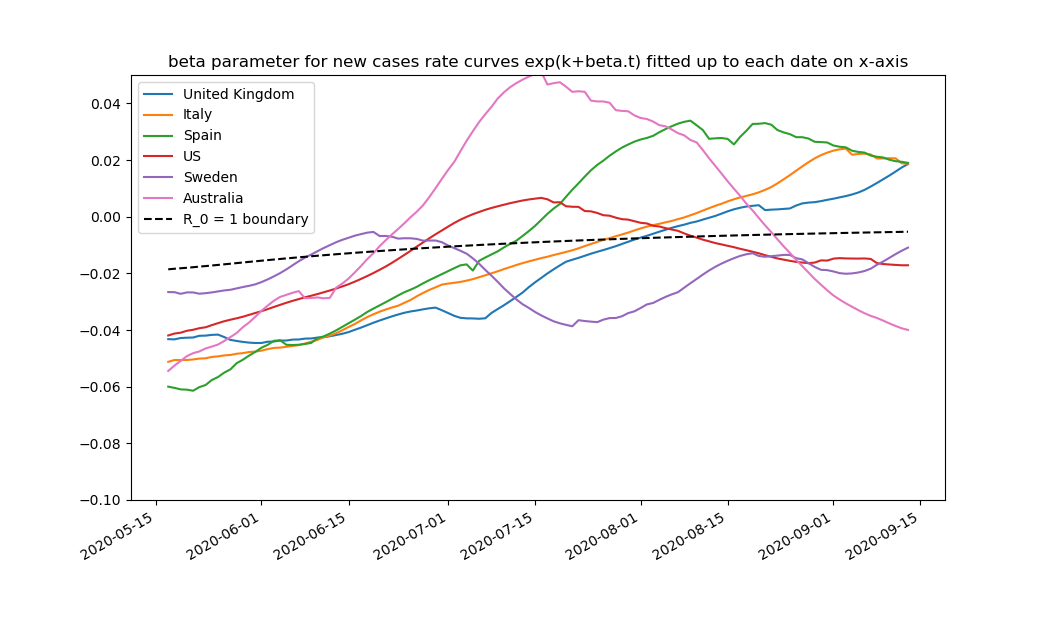 beta parameter for new cases rate curves exp(k+beta.t) fitted up to each date on x-axis
United Kingdom
Italy
Spain
US
Sweden
Australia
R_0 = 1 boundary
0.04
0.02
0.00
−0.02
−0.04
−0.06
−0.08
−0.10
2020-05-15
2020-06-01
2020-06-15
2020-07-01
2020-07-15
2020-08-01
2020-08-15
2020-09-01
2020-09-15